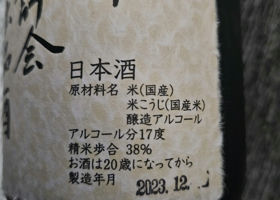 日本酒
原材料名 米(国産)
米こうじ(国産米)
醸造アルコール
アルコール分17度
精米歩合 38%
お酒は20歳になってから
製造年月 2023.12.